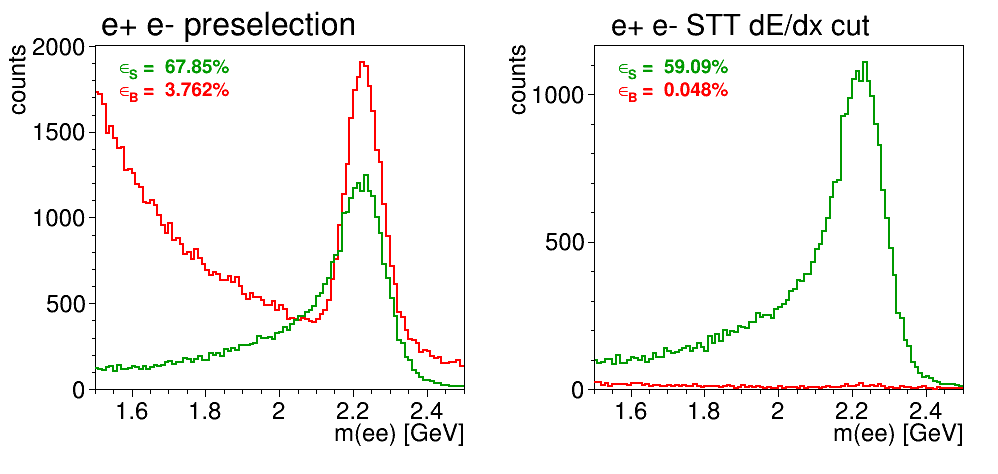 e+ e- preselection
counts
2000
1500
1000
500
0
∈S = 67.85%
∈B = 3.762%
1.6 1.8 2 2.2 2.4
m(ee) [GeV]
e+ e- STT dE/dx cut
counts
1000
500
0
∈S = 59.09%
∈B = 0.048%
1.6 1.8 2 2.2 2.4
m(ee) [GeV]